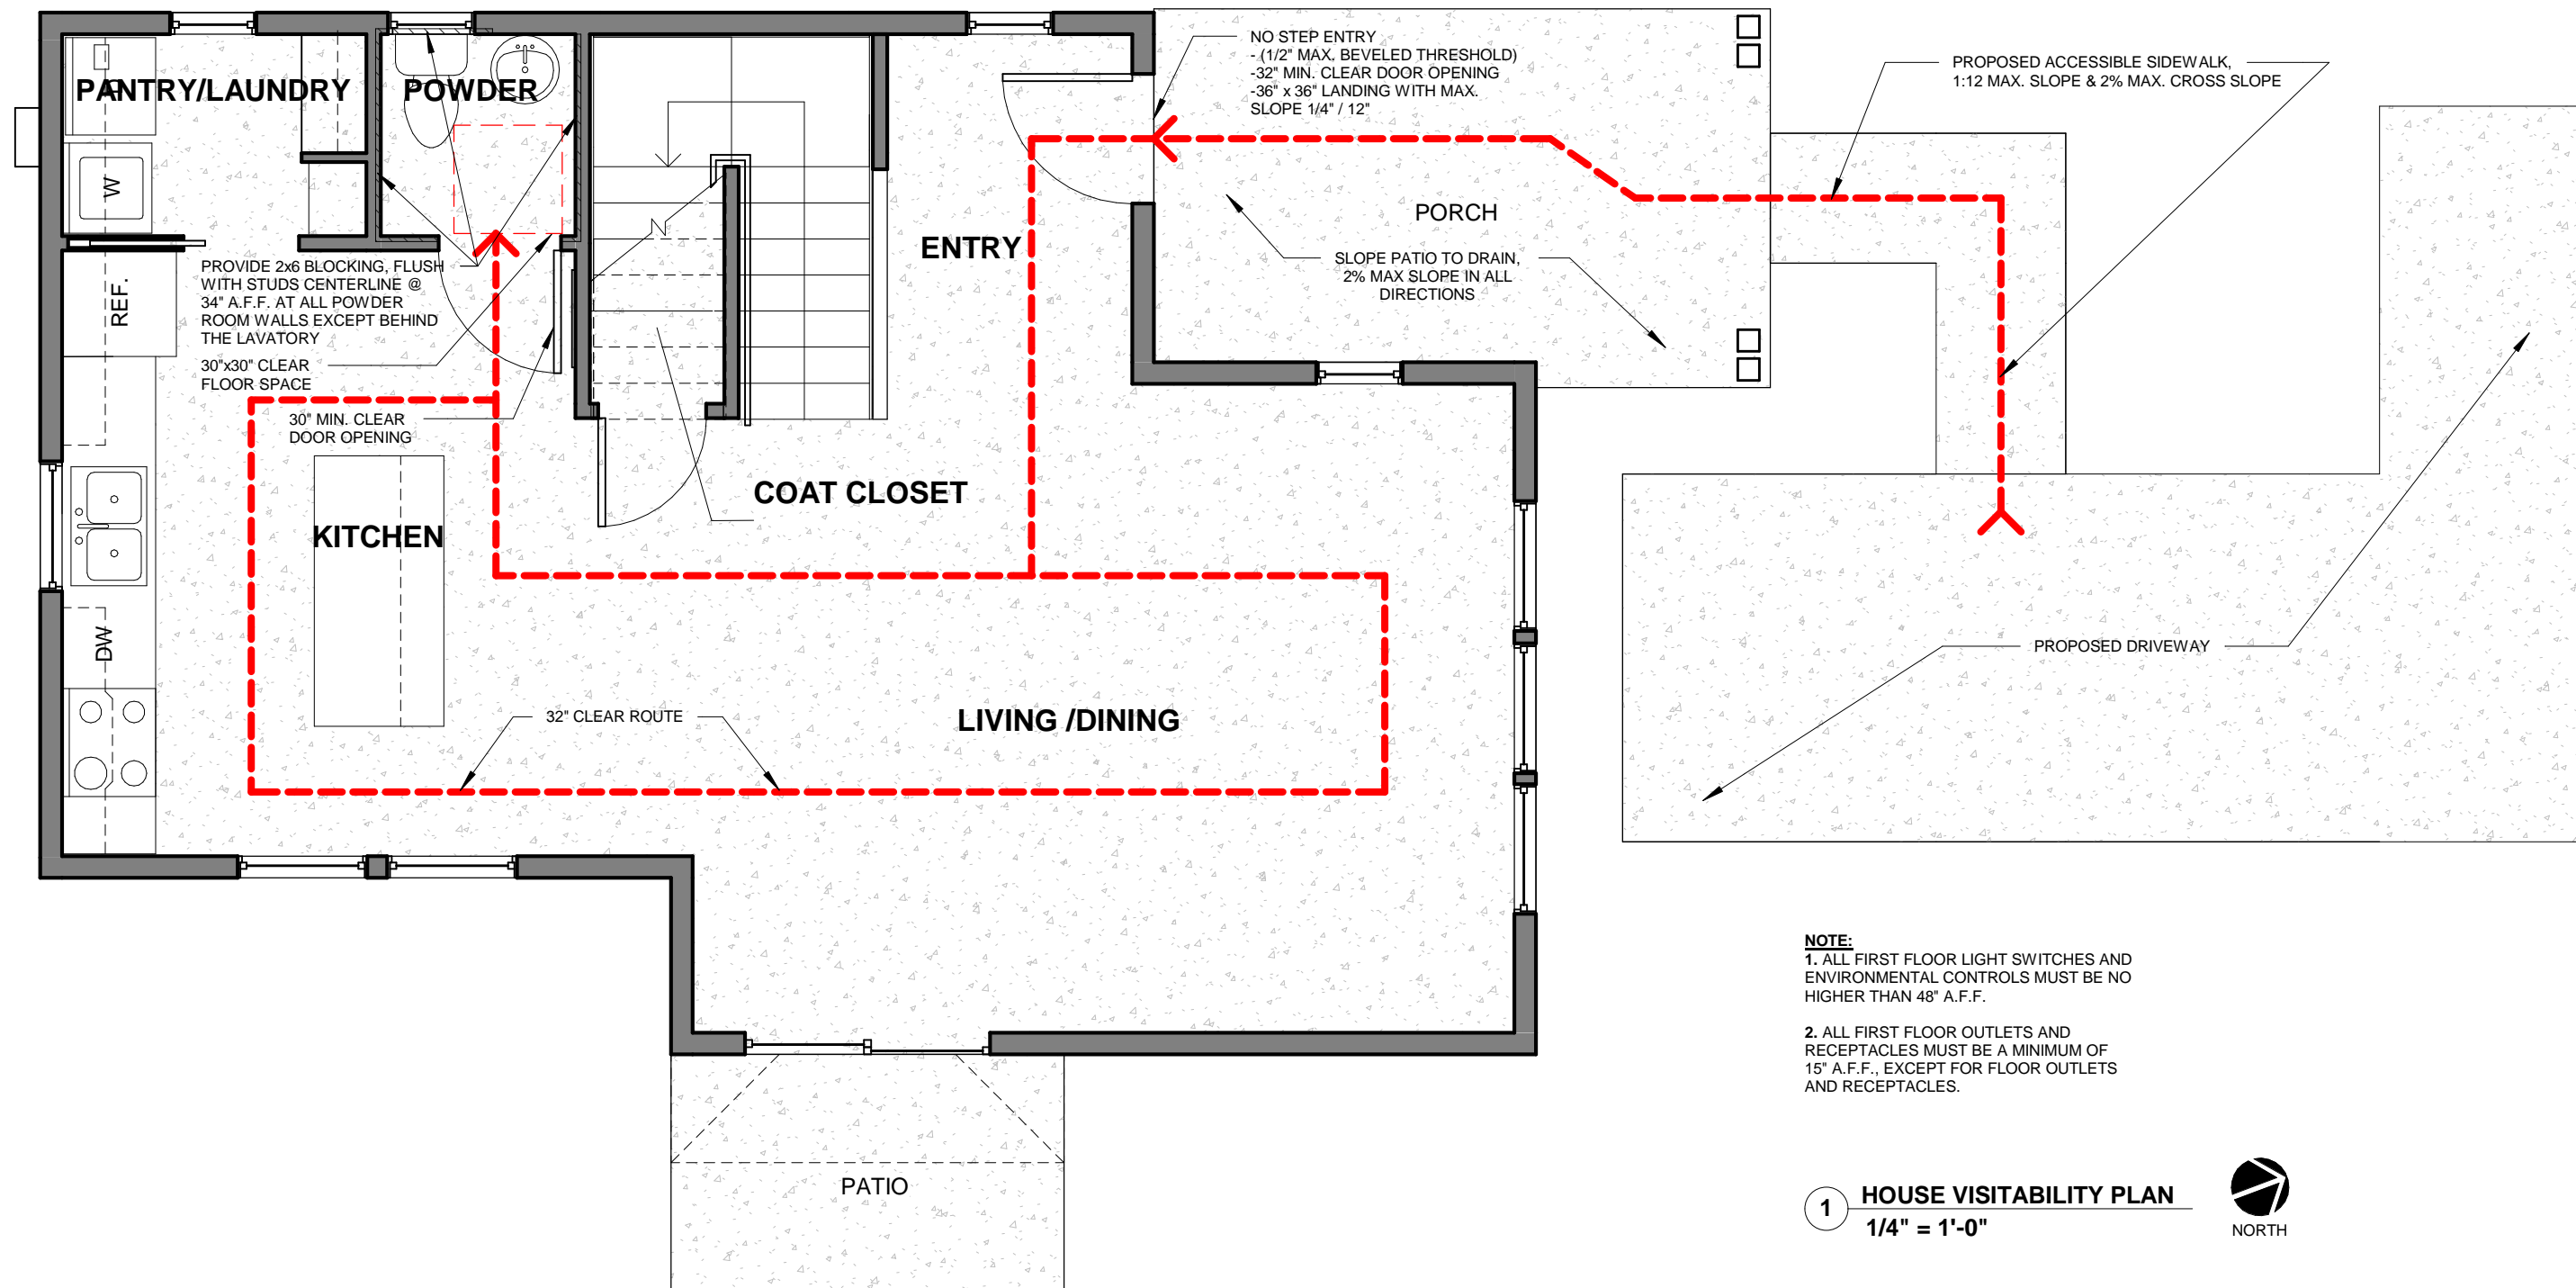 PANTRY/LAUNDRY
POWDER
W
REF.
DW
PROVIDE 2x6 BLOCKING, FLUSH
WITH STUDS CENTERLINE @
34" A.F.F. AT ALL POWDER
ROOM WALLS EXCEPT BEHIND
THE LAVATORY
30"x30" CLEAR
FLOOR SPACE
30" MIN. CLEAR
DOOR OPENING
KITCHEN
COAT CLOSET
ENTRY
32" CLEAR ROUTE
LIVING /DINING
NO STEP ENTRY
- (1/2" MAX. BEVELED THRESHOLD)
-32" MIN. CLEAR DOOR OPENING
-36" x 36" LANDING WITH MAX.
SLOPE 1/4" / 12"
PORCH
SLOPE PATIO TO DRAIN,
2% MAX SLOPE IN ALL
DIRECTIONS
PROPOSED ACCESSIBLE SIDEWALK,
1:12 MAX. SLOPE & 2% MAX. CROSS SLOPE
PROPOSED DRIVEWAY
PATIO
NOTE:
1. ALL FIRST FLOOR LIGHT SWITCHES AND
ENVIRONMENTAL CONTROLS MUST BE NO
HIGHER THAN 48" A.F.F.
2. ALL FIRST FLOOR OUTLETS AND
RECEPTACLES MUST BE A MINIMUM OF
15" A.F.F., EXCEPT FOR FLOOR OUTLETS
AND RECEPTACLES.
1
HOUSE VISITABILITY PLAN
1/4" = 1'-0"
NORTH